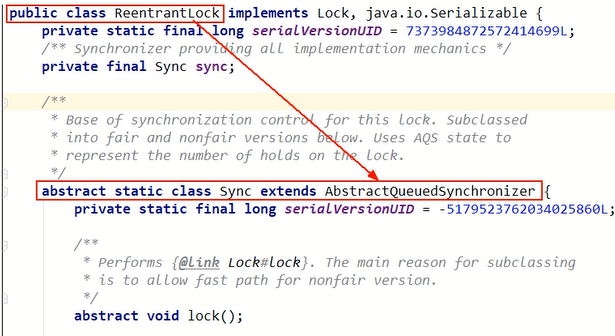 public class ReentrantLock implements Lock, java.io.Serializable {
private static final long serialVersionUID = 7373984872572414699L;
/** Synchronizer providing all implementation mechanics */
private final Sync sync;
/**
* Base of synchronization control for this lock. Subclassed
* into fair and nonfair versions below. Uses AQS state to
* represent the number of holds on the lock.
*/
abstract static class Sync extends AbstractQueuedSynchronizer {
private static final long serialVersionUID = -5179523762034025860L;
/**
* Performs {@link Lock#lock}. The main reason for subclassing
* is to allow fast path for nonfair version.
*/
abstract void lock();